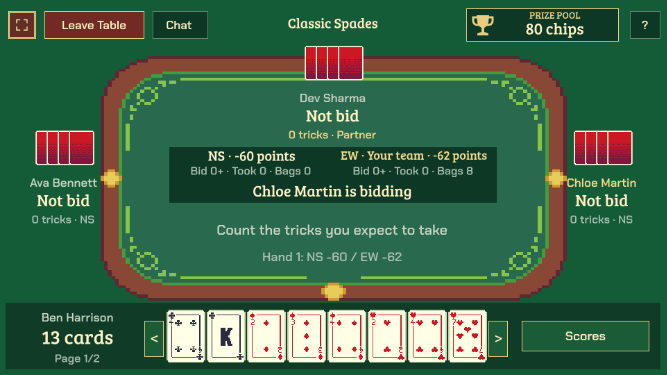 Leave Table
Chat
Classic Spades
PRIZE POOL
80 chips
?
Dev Sharma
Not bid
0 tricks · Partner
Ava Bennett
Not bid
0 tricks · NS
NS · -60 points
Bid 0+ · Took 0 · Bags 0
EW · Your team · -62 points
Bid 0+ · Took 0 · Bags 8
Chloe Martin is bidding
Chloe Martin
Not bid
0 tricks · NS
Count the tricks you expect to take
Hand 1: NS -60 / EW -62
Ben Harrison
13 cards
Page 1/2
<
K
>
Scores